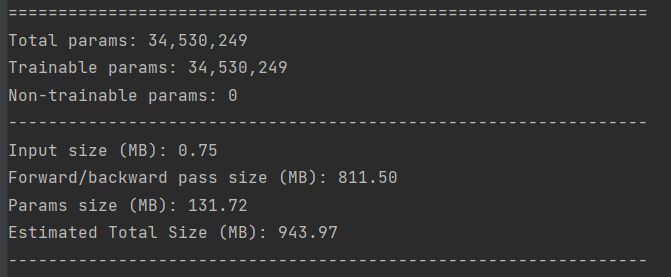 ================================================================
Total params: 34,530,249
Trainable params: 34,530,249
Non-trainable params: 0
----------------------------------------------------------------
Input size (MB): 0.75
Forward/backward pass size (MB): 811.50
Params size (MB): 131.72
Estimated Total Size (MB): 943.97
----------------------------------------------------------------